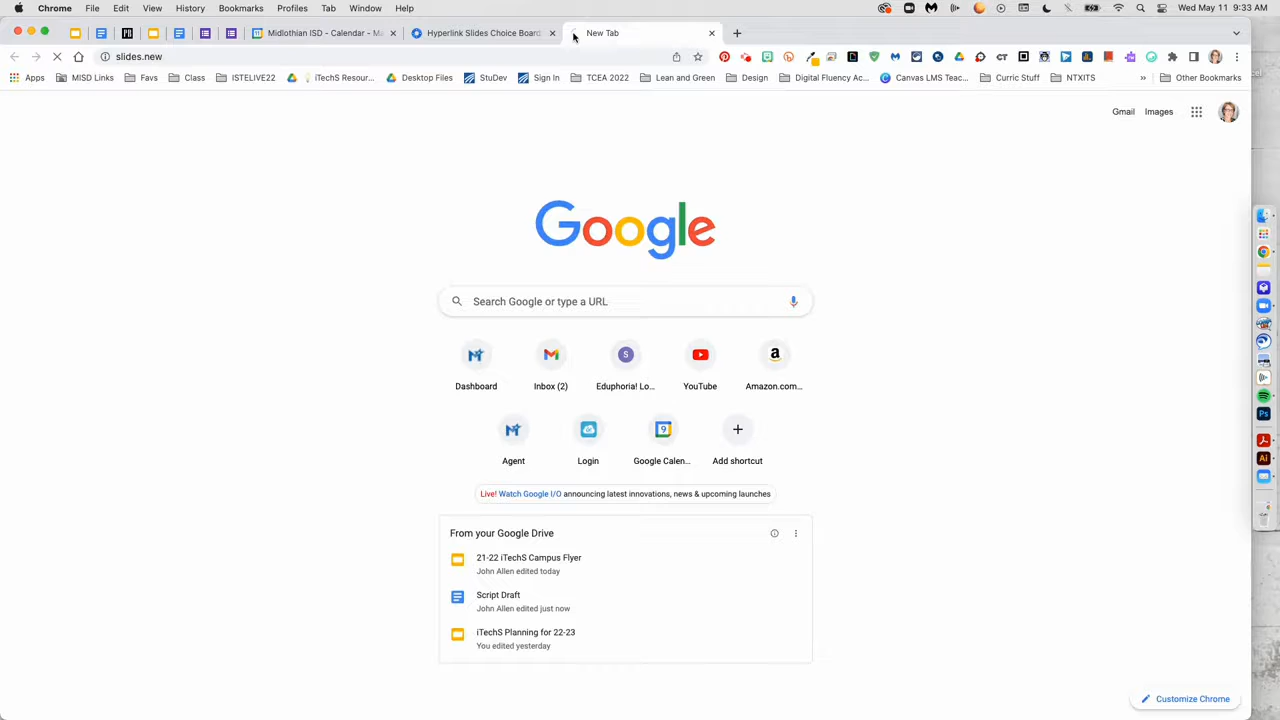 Chrome File Edit View History Bookmarks Profiles Tab Window Help Wed May 11 9:33 AM
Midlothian ISD - Calendar - M Hyperlink Slides Choice Board New Tab
slides.new
Apps MISD Links Favs Class ISTELIVE22 iTechS Resour... Desktop Files StuDev Sign In TCEA 2022 Lean and Green Design Digital Fluency Ac... Canvas LMS Teac... Curric Stuff NTXITS » Other Bookmarks
Gmail Images
Google
Search Google or type a URL
Dashboard Inbox (2) Eduphoria! Lo... YouTube Amazon.com...
Agent Login Google Calen... Add shortcut
Live! Watch Google I/O announcing latest innovations, news & upcoming launches
From your Google Drive
21-22 iTechS Campus Flyer
John Allen edited today
Script Draft
John Allen edited just now
iTechS Planning for 22-23
You edited yesterday
Customize Chrome